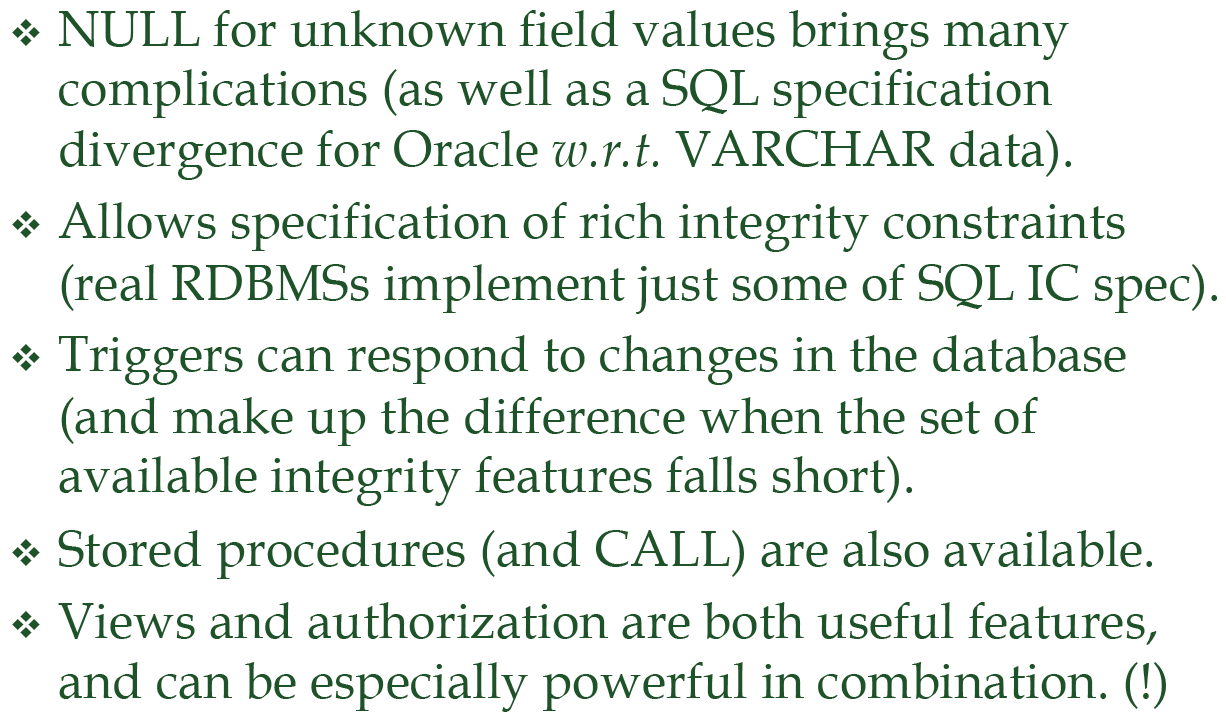 ❖ NULL for unknown field values brings many
complications (as well as a SQL specification
divergence for Oracle w.r.t. VARCHAR data).
❖ Allows specification of rich integrity constraints
(real RDBMSs implement just some of SQL IC spec).
❖ Triggers can respond to changes in the database
(and make up the difference when the set of
available integrity features falls short).
❖ Stored procedures (and CALL) are also available.
❖ Views and authorization are both useful features,
and can be especially powerful in combination. (!)